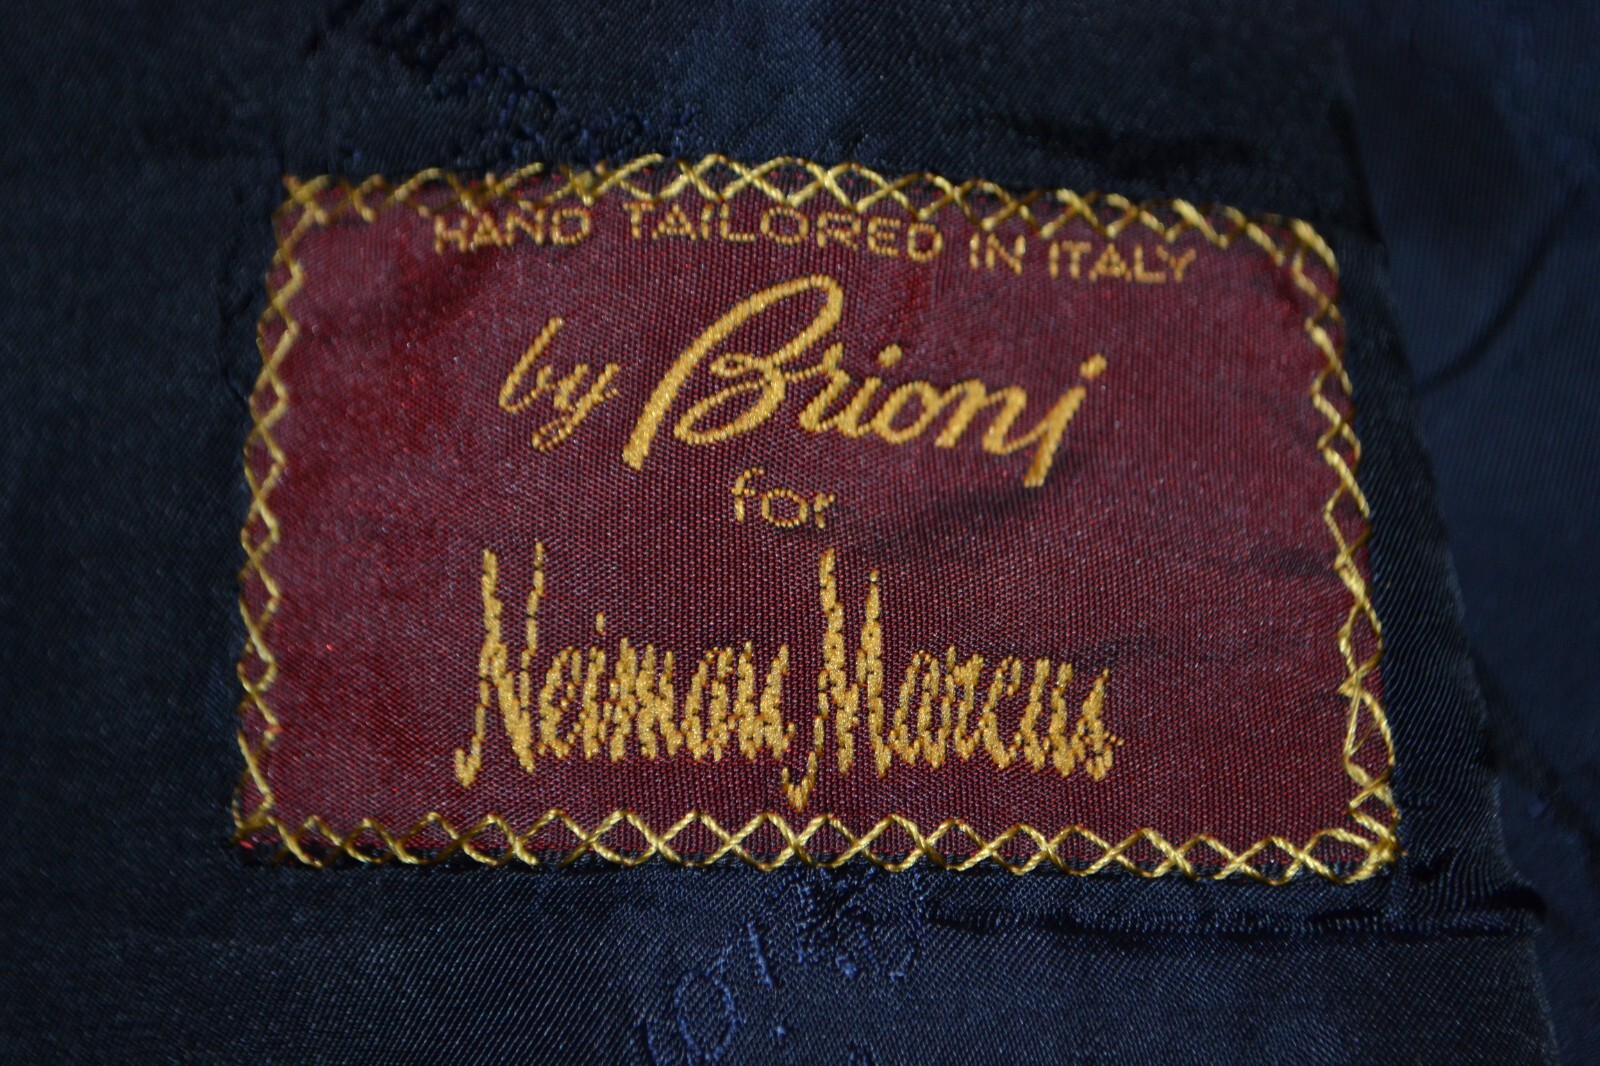 HAND TAILORED IN ITALY
by Brioni
for
Neiman Marcus